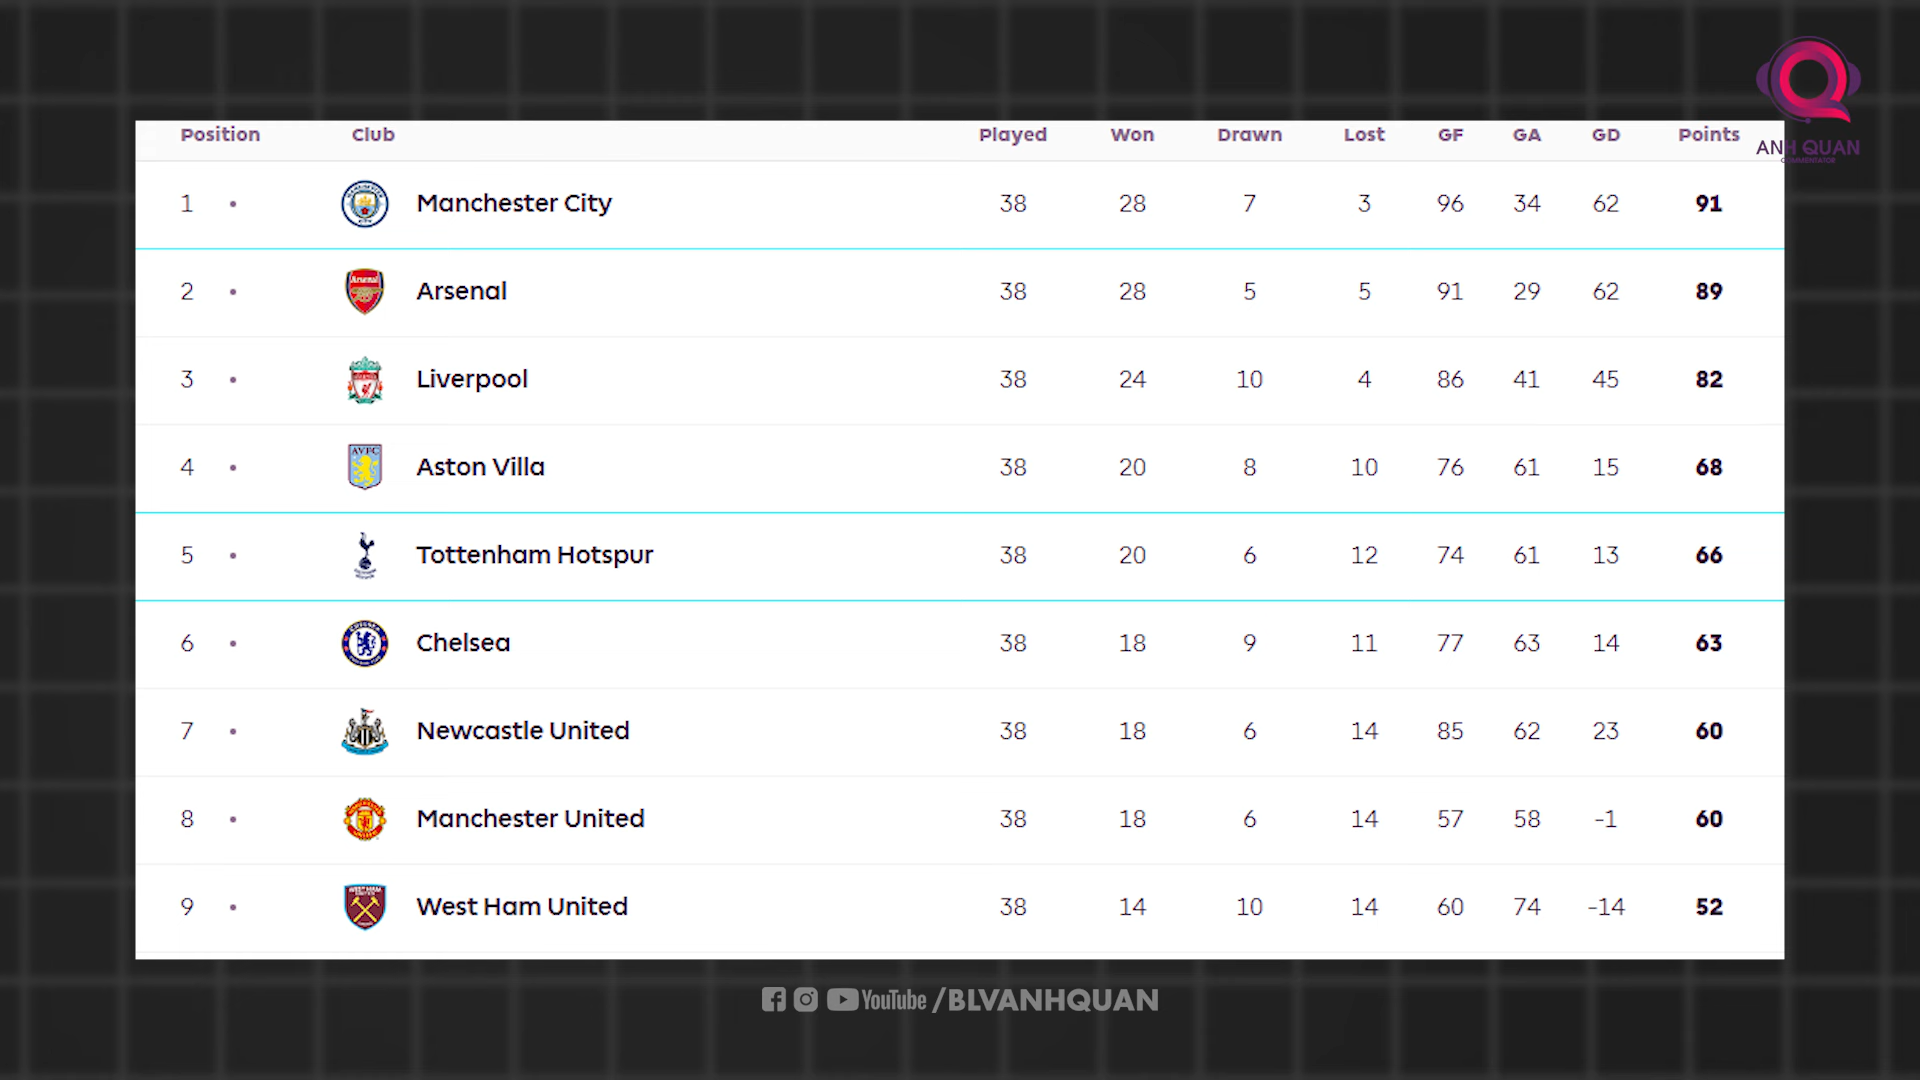 Position Club Played Won Drawn Lost GF GA GD Points
1 Manchester City 38 28 7 3 96 34 62 91
2 Arsenal 38 28 5 5 91 29 62 89
3 Liverpool 38 24 10 4 86 41 45 82
4 Aston Villa 38 20 8 10 76 61 15 68
5 Tottenham Hotspur 38 20 6 12 74 61 13 66
6 Chelsea 38 18 9 11 77 63 14 63
7 Newcastle United 38 18 6 14 85 62 23 60
8 Manchester United 38 18 6 14 57 58 -1 60
9 West Ham United 38 14 10 14 60 74 -14 52
ANH QUAN
COMMENTATOR
YouTube /BLVANHQUAN